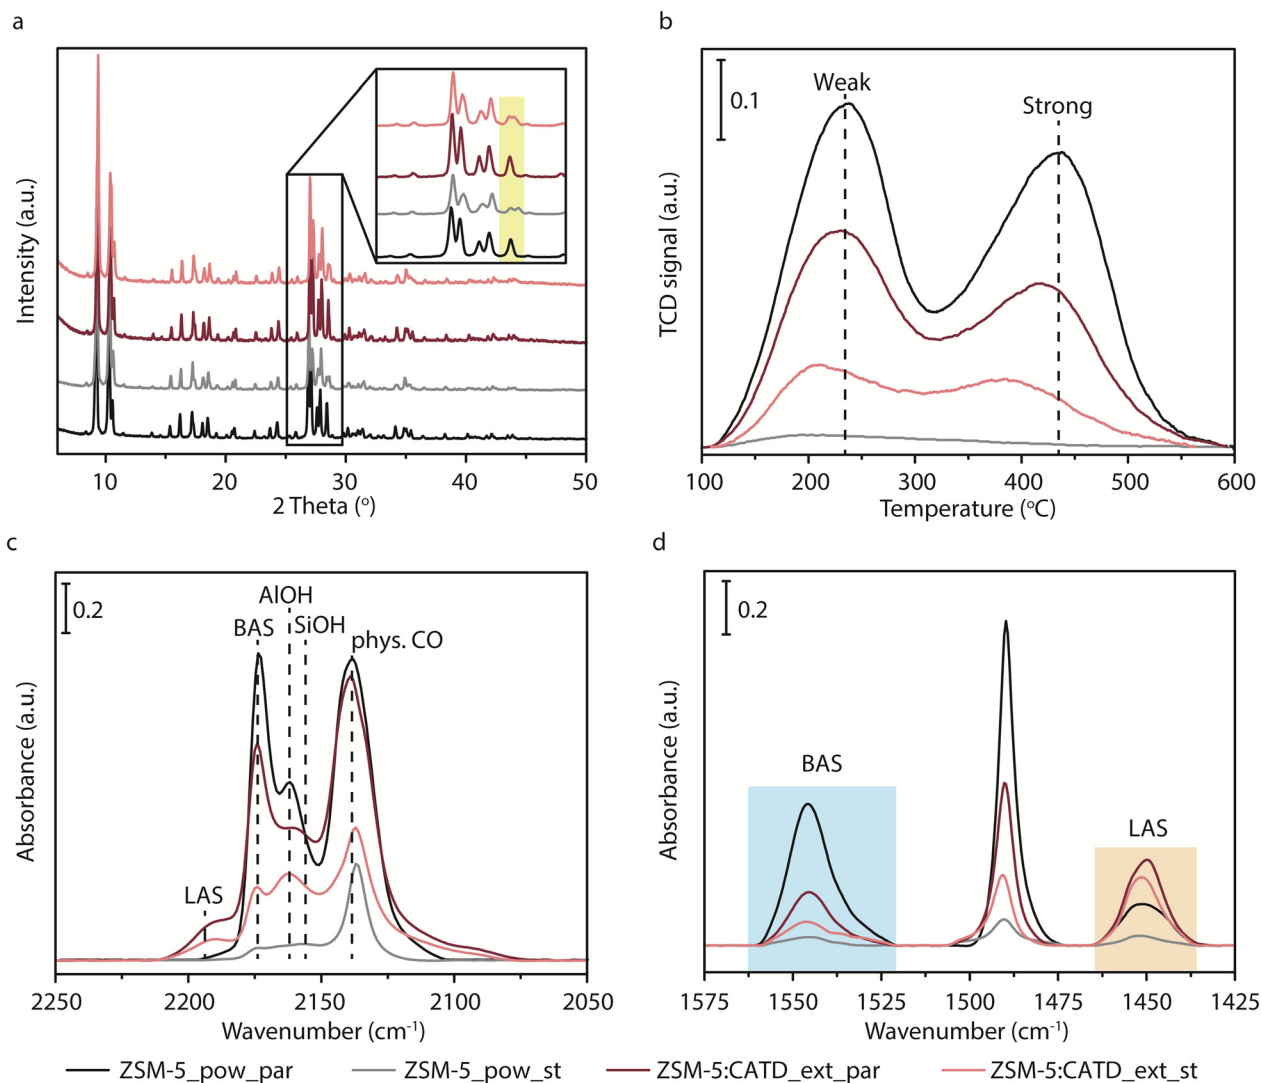 a
Intensity (a.u.)
10
20
30
40
50
2 Theta (º)
b
TCD signal (a.u.)
0.1
Weak
Strong
100
200
300
400
500
600
Temperature (ºC)
c
Absorbance (a.u.)
0.2
AlOH
BAS
SiOH
phys. CO
LAS
2250
2200
2150
2100
2050
Wavenumber (cm⁻¹)
d
Absorbance (a.u.)
0.2
BAS
LAS
1575
1550
1525
1500
1475
1450
1425
Wavenumber (cm⁻¹)
ZSM-5_pow_par
ZSM-5_pow_st
ZSM-5:CATD_ext_par
ZSM-5:CATD_ext_st